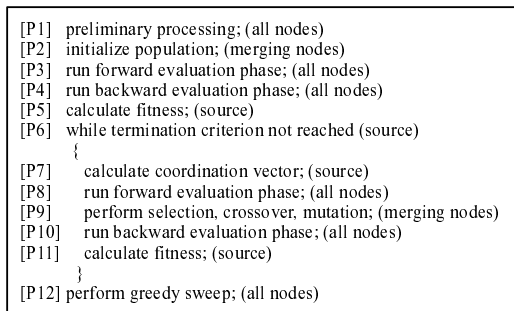 [P1] preliminary processing; (all nodes)
[P2] initialize population; (merging nodes)
[P3] run forward evaluation phase; (all nodes)
[P4] run backward evaluation phase; (all nodes)
[P5] calculate fitness; (source)
[P6] while termination criterion not reached (source)
{
[P7] calculate coordination vector; (source)
[P8] run forward evaluation phase; (all nodes)
[P9] perform selection, crossover, mutation; (merging nodes)
[P10] run backward evaluation phase; (all nodes)
[P11] calculate fitness; (source)
}
[P12] perform greedy sweep; (all nodes)